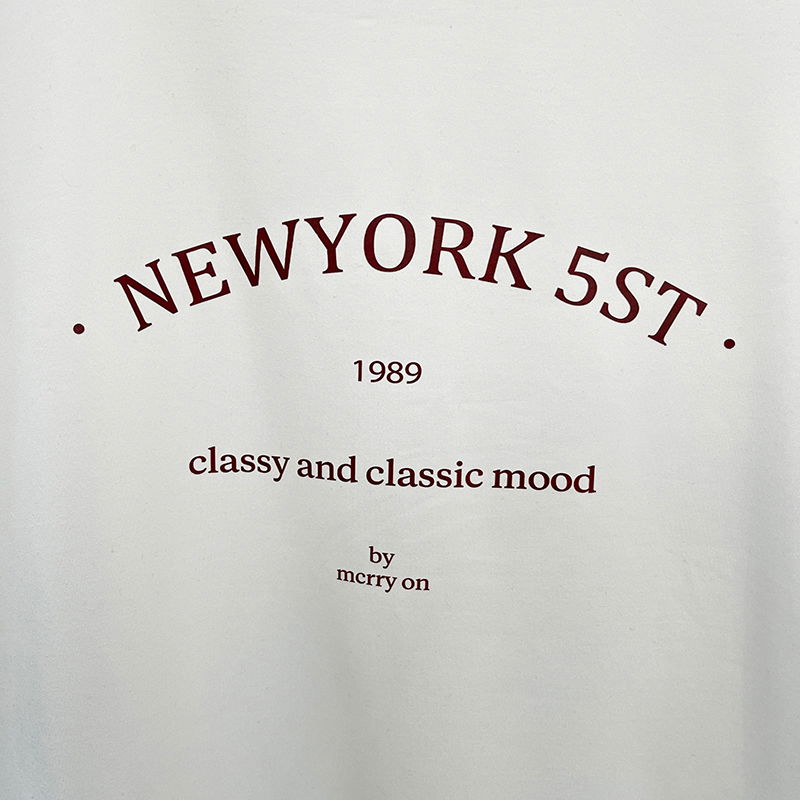 · NEWYORK 5ST ·
1989
classy and classic mood
by
mcrry on